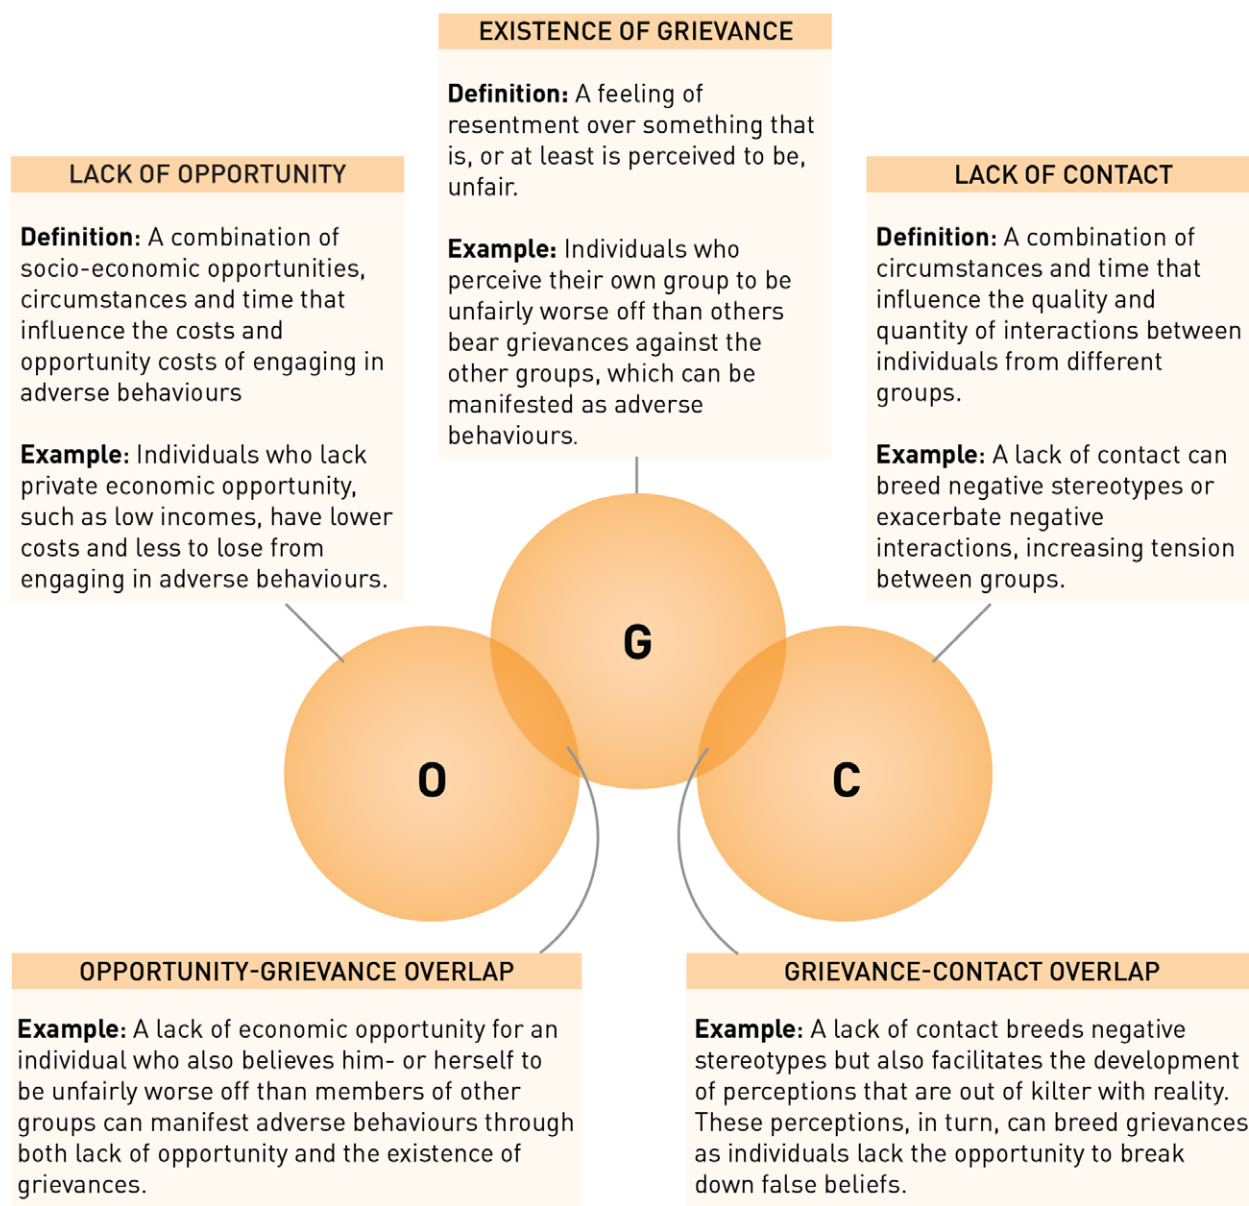 EXISTENCE OF GRIEVANCE
Definition: A feeling of
resentment over something that
is, or at least is perceived to be,
unfair.
Example: Individuals who
perceive their own group to be
unfairly worse off than others
bear grievances against the
other groups, which can be
manifested as adverse
behaviours.
LACK OF OPPORTUNITY
Definition: A combination of
socio-economic opportunities,
circumstances and time that
influence the costs and
opportunity costs of engaging in
adverse behaviours
Example: Individuals who lack
private economic opportunity,
such as low incomes, have lower
costs and less to lose from
engaging in adverse behaviours.
LACK OF CONTACT
Definition: A combination of
circumstances and time that
influence the quality and
quantity of interactions between
individuals from different
groups.
Example: A lack of contact can
breed negative stereotypes or
exacerbate negative
interactions, increasing tension
between groups.
G
O
C
OPPORTUNITY-GRIEVANCE OVERLAP
Example: A lack of economic opportunity for an
individual who also believes him- or herself to
be unfairly worse off than members of other
groups can manifest adverse behaviours through
both lack of opportunity and the existence of
grievances.
GRIEVANCE-CONTACT OVERLAP
Example: A lack of contact breeds negative
stereotypes but also facilitates the development
of perceptions that are out of kilter with reality.
These perceptions, in turn, can breed grievances
as individuals lack the opportunity to break
down false beliefs.